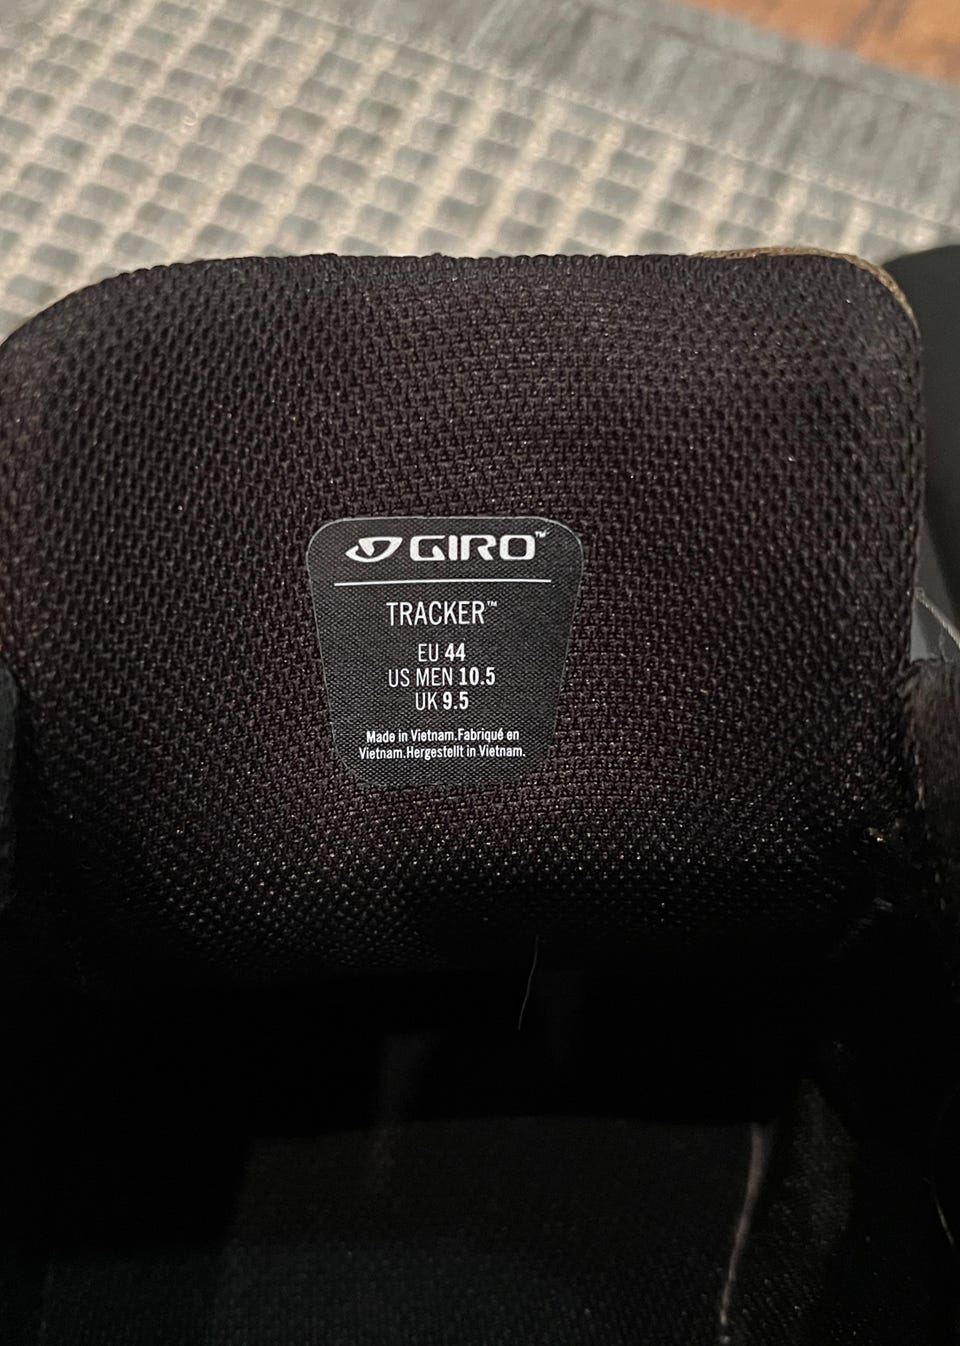 GIRO™
TRACKER™
EU 44
US MEN 10.5
UK 9.5
Made in Vietnam.Fabriqué en
Vietnam.Hergestellt in Vietnam.